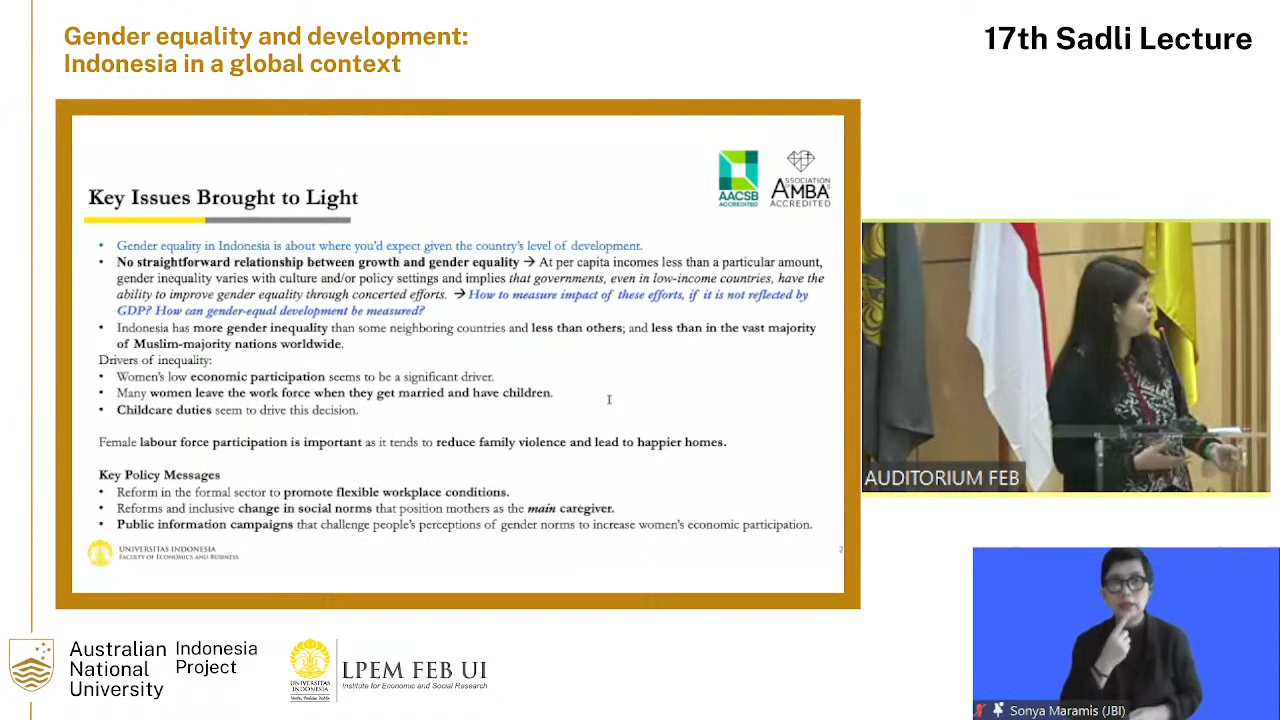 Gender equality and development:
Indonesia in a global context
17th Sadli Lecture
AACSB
ACCREDITED
ASSOCIATION
AMBA
ACCREDITED
Key Issues Brought to Light
• Gender equality in Indonesia is about where you'd expect given the country's level of development.
• No straightforward relationship between growth and gender equality → At per capita incomes less than a particular amount,
gender inequality varies with culture and/or policy settings and implies that governments, even in low-income countries, have the
ability to improve gender equality through concerted efforts. → How to measure impact of these efforts, if it is not reflected by
GDP? How can gender-equal development be measured?
• Indonesia has more gender inequality than some neighboring countries and less than others; and less than in the vast majority
of Muslim-majority nations worldwide.
Drivers of inequality:
• Women's low economic participation seems to be a significant driver.
• Many women leave the work force when they get married and have children.
• Childcare duties seem to drive this decision.
Female labour force participation is important as it tends to reduce family violence and lead to happier homes.
Key Policy Messages
• Reform in the formal sector to promote flexible workplace conditions.
• Reforms and inclusive change in social norms that position mothers as the main caregiver.
• Public information campaigns that challenge people's perceptions of gender norms to increase women's economic participation.
UNIVERSITAS INDONESIA
FACULTY OF ECONOMICS AND BUSINESS
2
AUDITORIUM FEB
Australian
National
University
Indonesia
Project
UNIVERSITAS
INDONESIA
LPEM FEB UI
Institute for Economic and Social Research
Sonya Maramis (JBI)